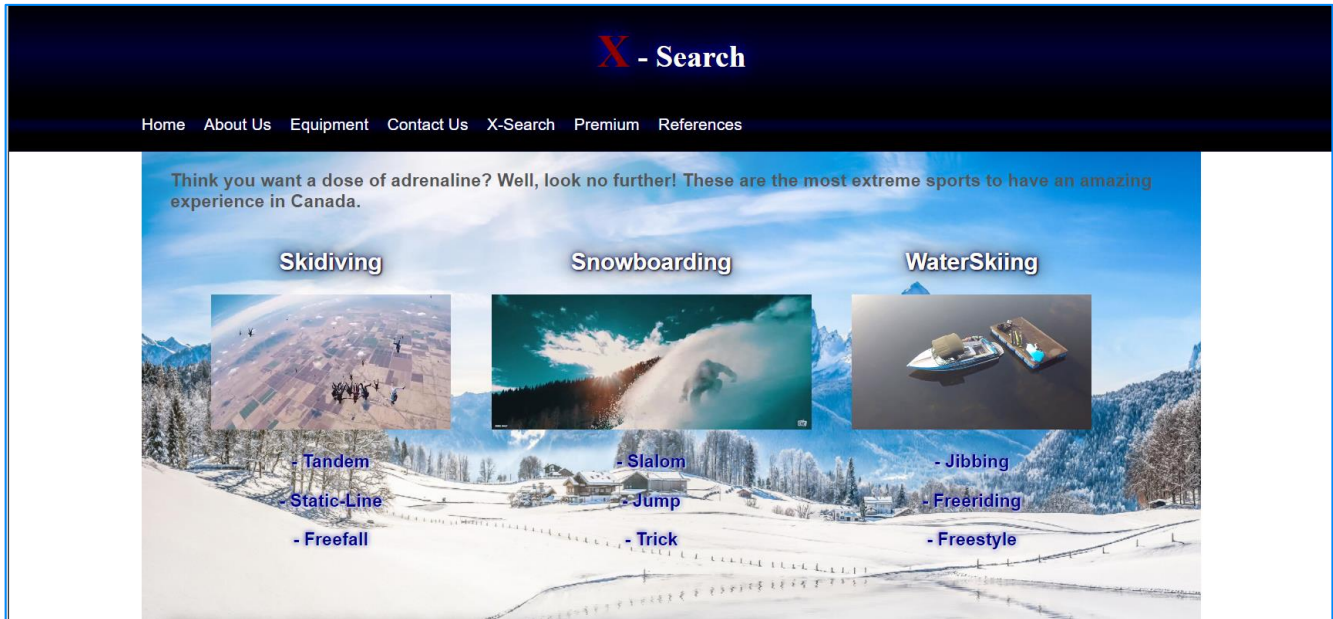 X - Search
Home About Us Equipment Contact Us X-Search Premium References
Think you want a dose of adrenaline? Well, look no further! These are the most extreme sports to have an amazing
experience in Canada.
Skidiving Snowboarding WaterSkiing
- Tandem - Slalom - Jibbing
- Static-Line - Jump - Freeriding
- Freefall - Trick - Freestyle